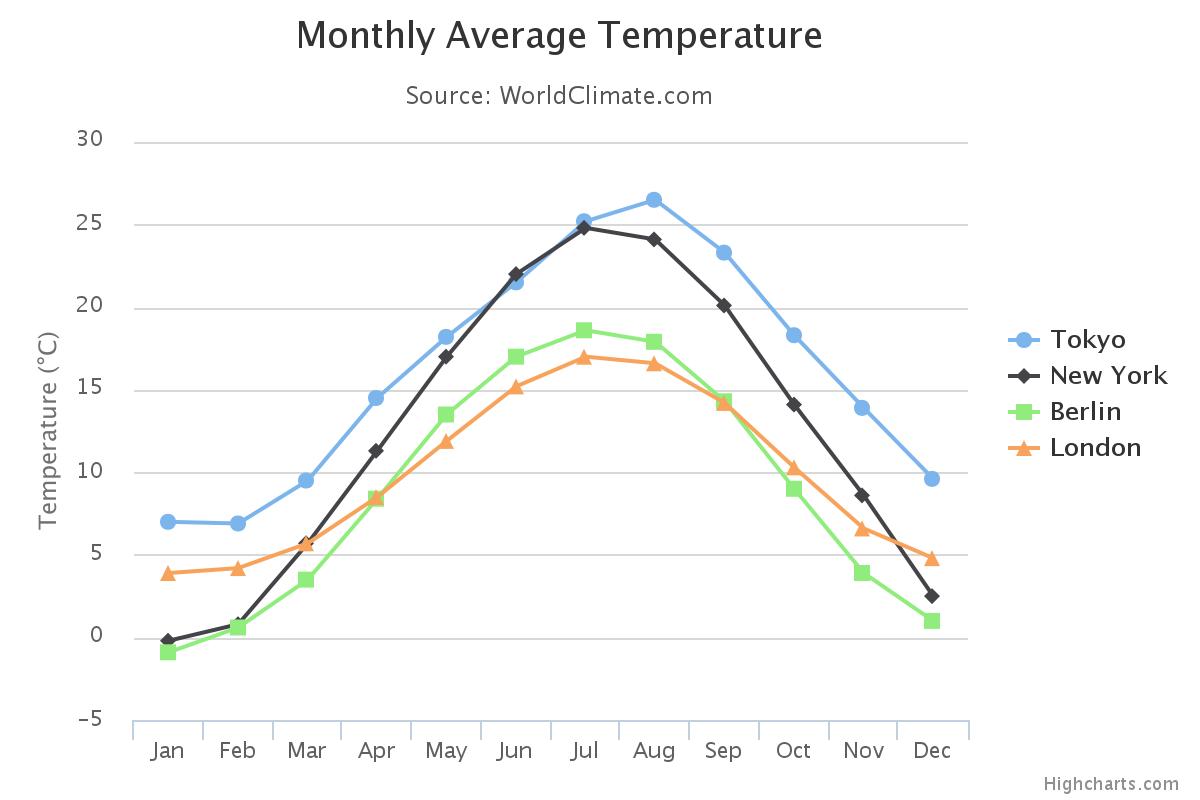 Monthly Average Temperature
Source: WorldClimate.com
Temperature (°C)
30
25
20
15
10
5
0
−5
Jan Feb Mar Apr May Jun Jul Aug Sep Oct Nov Dec
Tokyo
New York
Berlin
London
Highcharts.com